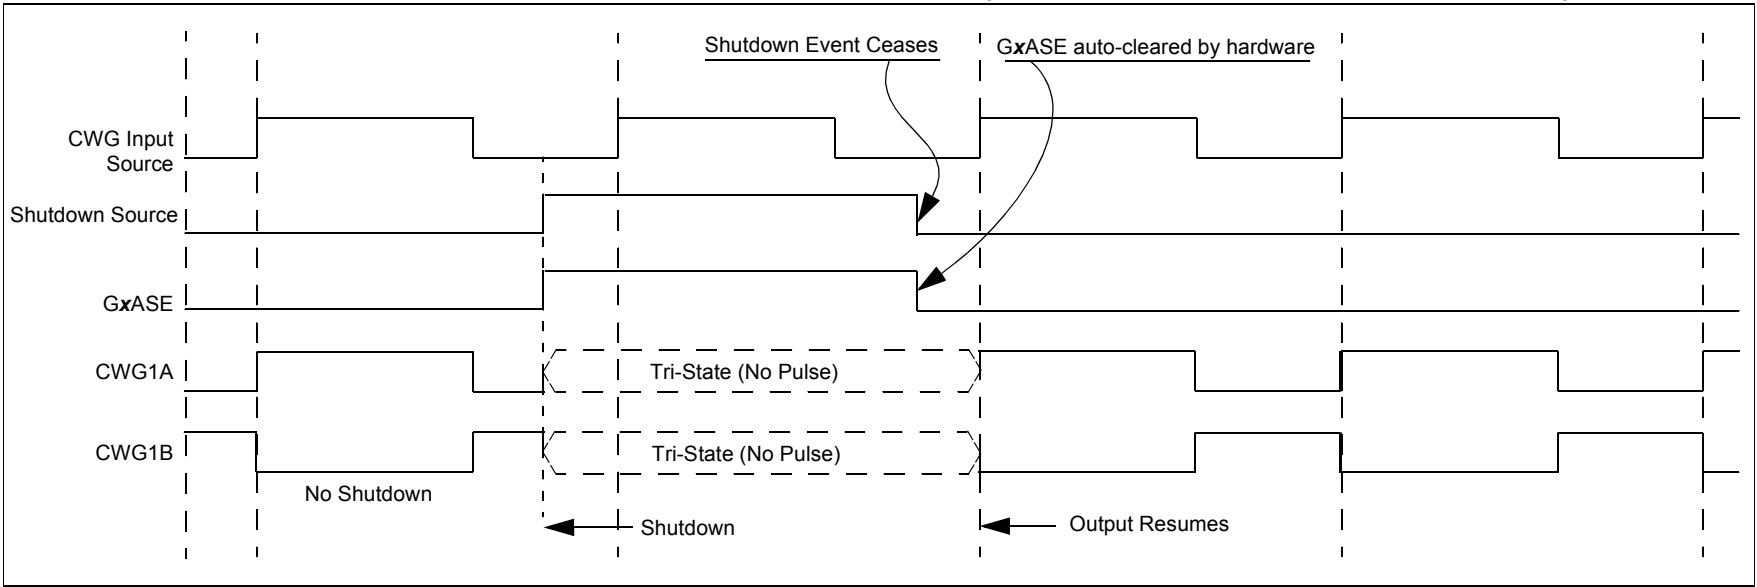 Shutdown Event Ceases
GxASE auto-cleared by hardware
CWG Input
Source
Shutdown Source
GxASE
CWG1A
Tri-State (No Pulse)
CWG1B
Tri-State (No Pulse)
No Shutdown
Shutdown
Output Resumes